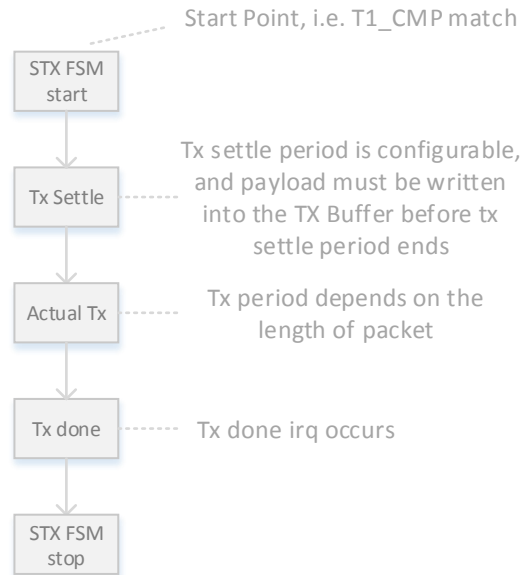 Start Point, i.e. T1_CMP match
STX FSM
start
Tx settle period is configurable,
and payload must be written
into the TX Buffer before tx
settle period ends
Tx Settle
Actual Tx
Tx period depends on the
length of packet
Tx done
Tx done irq occurs
STX FSM
stop